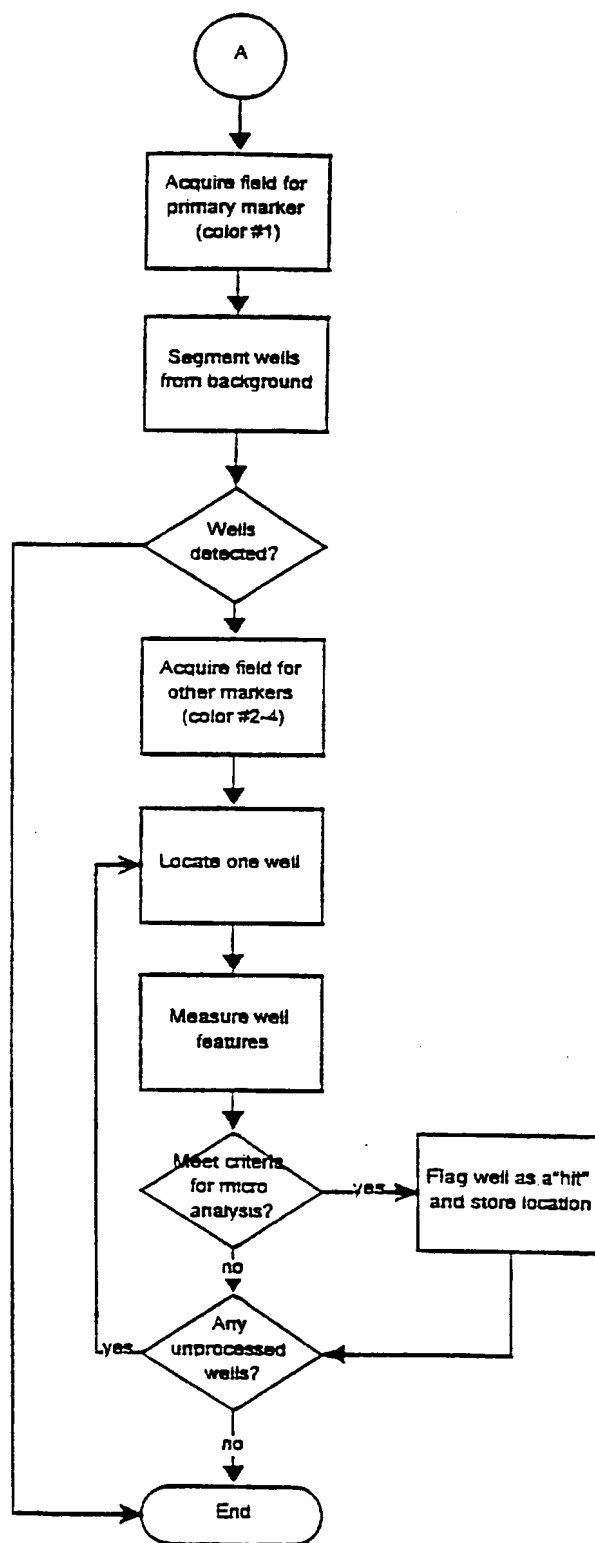 A
Acquire field for
primary marker
(color #1)
Segment wells
from background
Wells
detected?
Acquire field for
other markers
(color #2-4)
Locate one well
Measure well
features
Meet criteria
for micro
analysis?
yes
Flag well as a"hit"
and store location
no
Any
unprocessed
wells?
yes
no
End